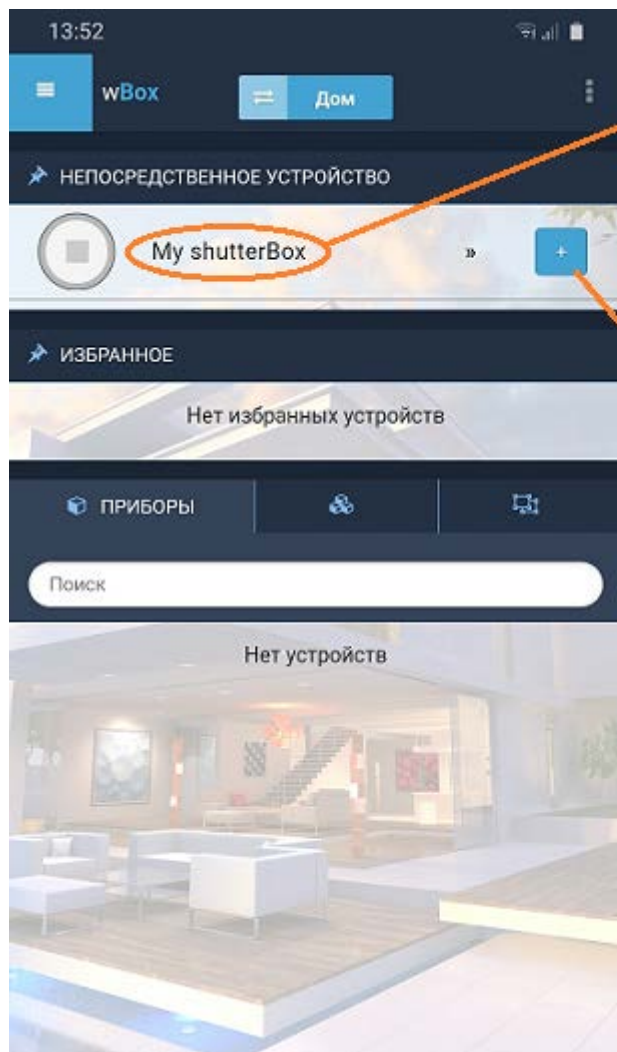 13:52
wBox
Дом
НЕПОСРЕДСТВЕННОЕ УСТРОЙСТВО
My shutterBox
»
+
ИЗБРАННОЕ
Нет избранных устройств
ПРИБОРЫ
Поиск
Нет устройств